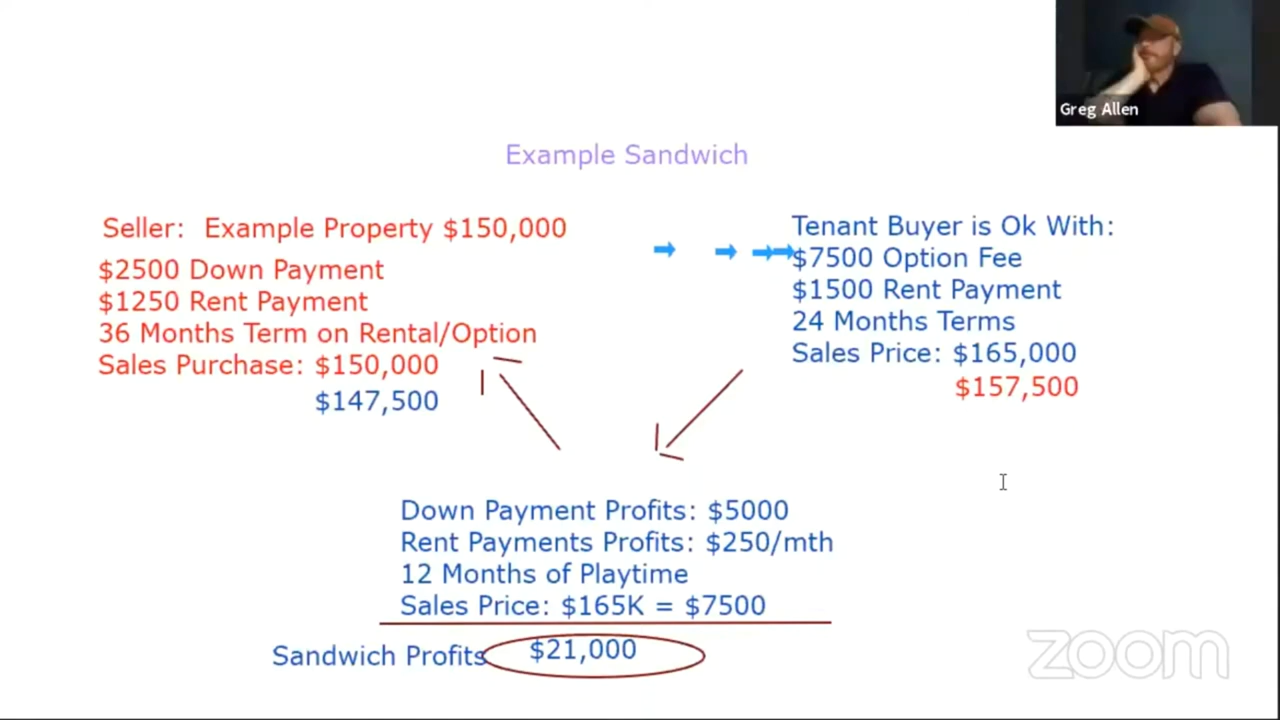 Greg Allen
Example Sandwich
Seller: Example Property $150,000
$2500 Down Payment
$1250 Rent Payment
36 Months Term on Rental/Option
Sales Purchase: $150,000
$147,500
Tenant Buyer is Ok With:
$7500 Option Fee
$1500 Rent Payment
24 Months Terms
Sales Price: $165,000
$157,500
Down Payment Profits: $5000
Rent Payments Profits: $250/mth
12 Months of Playtime
Sales Price: $165K = $7500
Sandwich Profits $21,000
zoom